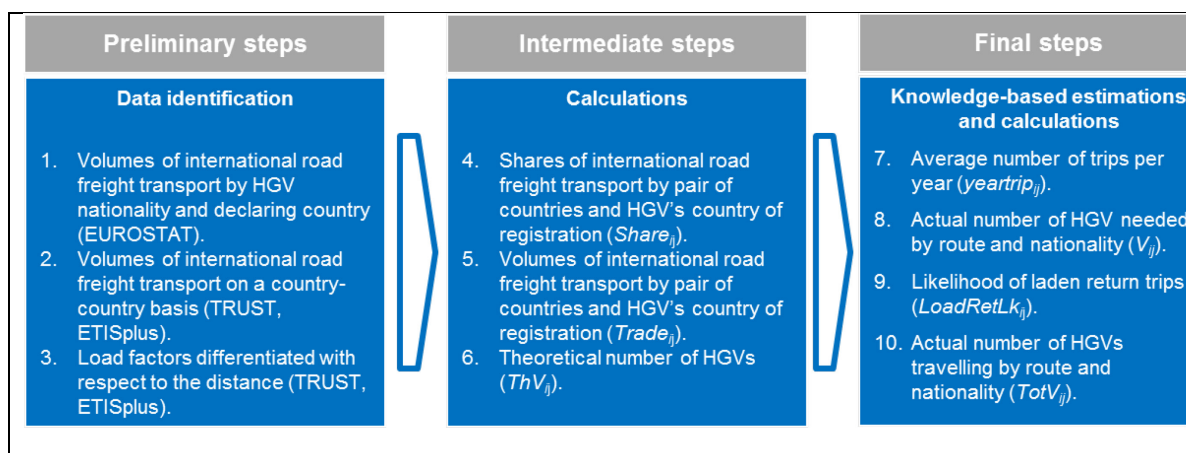 Preliminary steps
Data identification
1. Volumes of international road
freight transport by HGV
nationality and declaring country
(EUROSTAT).
2. Volumes of international road
freight transport on a country-
country basis (TRUST,
ETISplus).
3. Load factors differentiated with
respect to the distance (TRUST,
ETISplus).
Intermediate steps
Calculations
4. Shares of international road
freight transport by pair of
countries and HGV's country of
registration (Shareij).
5. Volumes of international road
freight transport by pair of
countries and HGV's country of
registration (Tradeij).
6. Theoretical number of HGVs
(ThVij).
Final steps
Knowledge-based estimations
and calculations
7. Average number of trips per
year (yeartripij).
8. Actual number of HGV needed
by route and nationality (Vij).
9. Likelihood of laden return trips
(LoadRetLkij).
10. Actual number of HGVs
travelling by route and
nationality (TotVij).